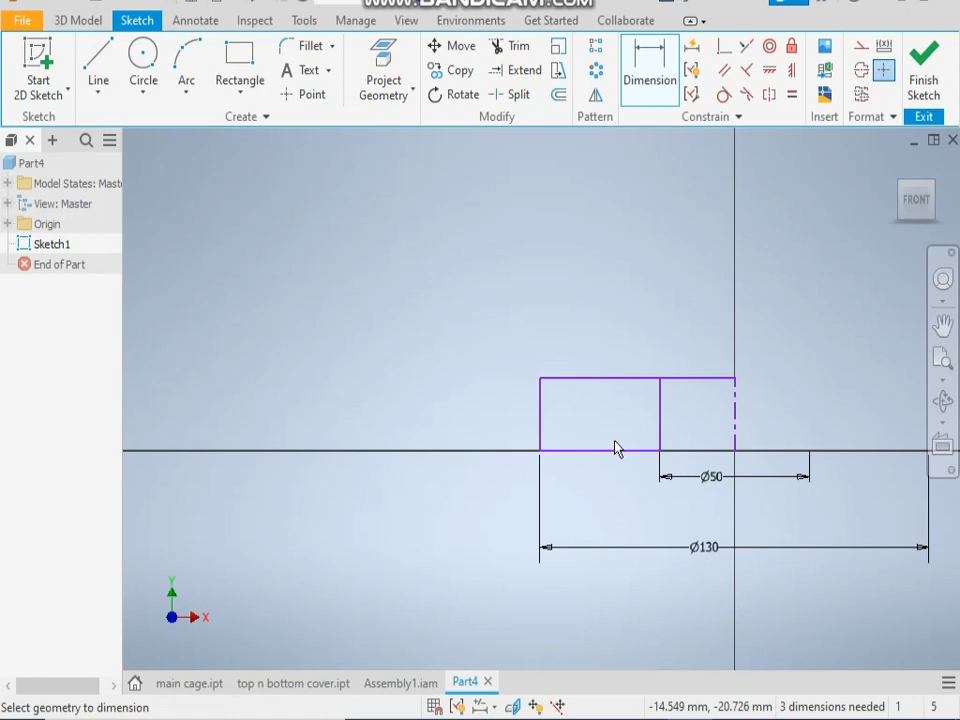 WWW.BANDICAM.COM
File 3D Model Sketch Annotate Inspect Tools Manage View Environments Get Started Collaborate
Start
2D Sketch
Line
Circle
Arc
Rectangle
Fillet
Text
Point
Project
Geometry
Move Trim
Copy Extend
Rotate Split
Dimension
Finish
Sketch
Sketch Create Modify Pattern Constrain Insert Format Exit
Part4
Model States: Mast
View: Master
Origin
Sketch1
End of Part
FRONT
Ø50
Ø130
Y
X
main cage.ipt top n bottom cover.ipt Assembly1.iam Part4
Select geometry to dimension -14.549 mm, -20.726 mm 3 dimensions needed 1 5